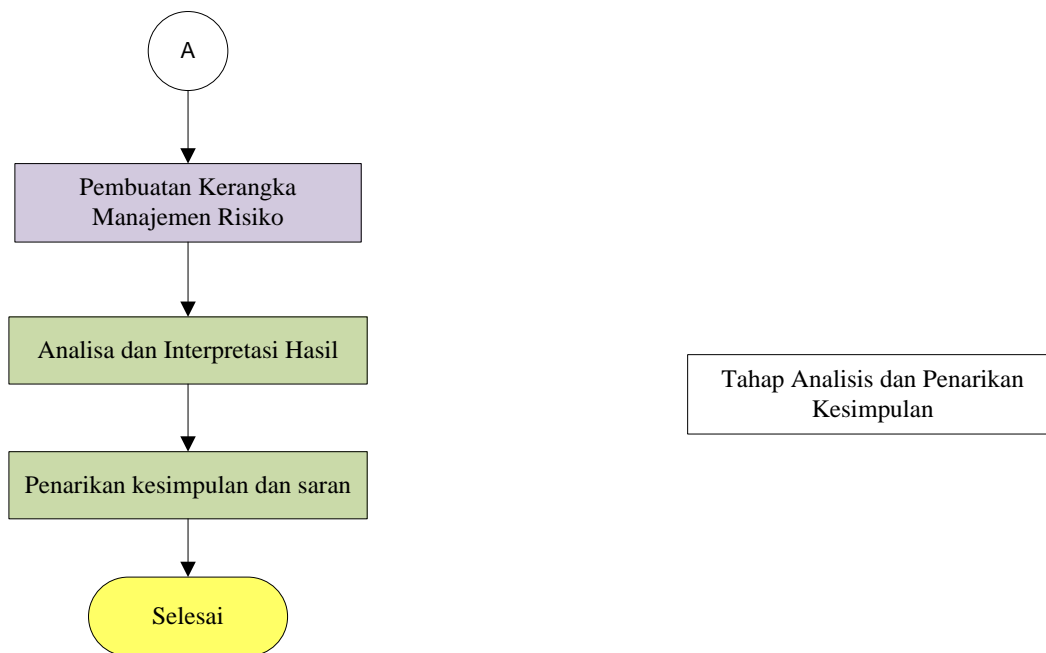 A
Pembuatan Kerangka
Manajemen Risiko
Analisa dan Interpretasi Hasil
Tahap Analisis dan Penarikan
Kesimpulan
Penarikan kesimpulan dan saran
Selesai